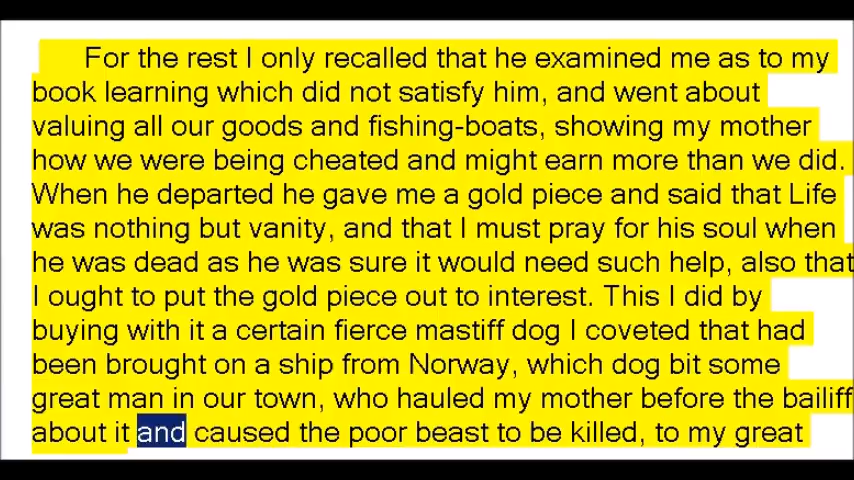 For the rest I only recalled that he examined me as to my
book learning which did not satisfy him, and went about
valuing all our goods and fishing-boats, showing my mother
how we were being cheated and might earn more than we did.
When he departed he gave me a gold piece and said that Life
was nothing but vanity, and that I must pray for his soul when
he was dead as he was sure it would need such help, also that
I ought to put the gold piece out to interest. This I did by
buying with it a certain fierce mastiff dog I coveted that had
been brought on a ship from Norway, which dog bit some
great man in our town, who hauled my mother before the bailiff
about it and caused the poor beast to be killed, to my great